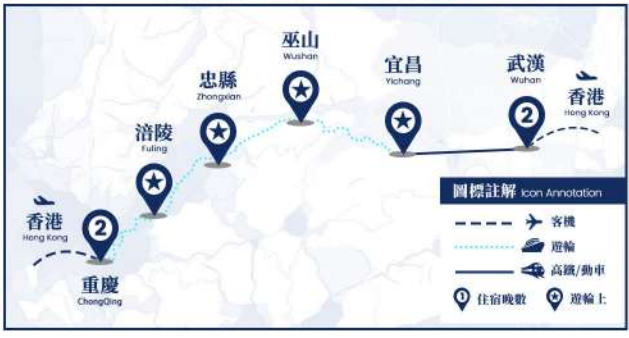 巫山
Wushan
忠縣
Zhongxian
宜昌
Yichang
武漢
Wuhan
香港
Hong Kong
涪陵
Fuling
2
香港
Hong Kong
2
重慶
ChongQing
圖標註解 Icon Annotation
客機
遊輪
高鐵/動車
1 住宿晚數
遊輪上